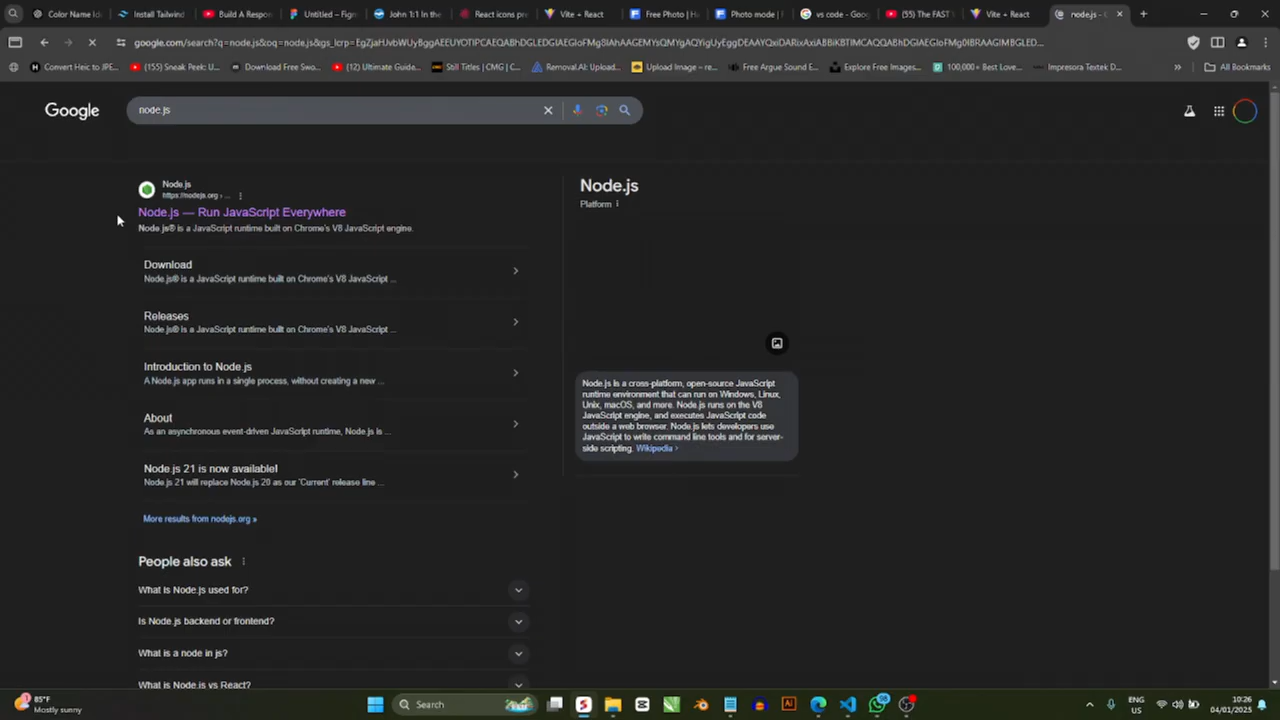 Color Name I...
Install Tailwind
Build A Respon
Untitled – Figm
John 1:1 In the
React icons pr
Vite + React
Free Photo | H
Photo mode | F
vs code - Goog
(55) The FAST
Vite + React
node.js - G
google.com/search?q=node.js&oq=node.js&gs_lcrp=
Convert Heic to JPE...
(155) Sneak Peek: U...
Download Free Swo...
(12) Ultimate Guide...
Still Titles | CMG | C...
Removal.AI: Upload...
Upload Image – re...
Free Argue Sound E...
Explore Free Images...
100,000+ Best Love...
Impresora Textek D...
»
All Bookmarks
Google
node.js
Node.js
https://nodejs.org › ...
Node.js — Run JavaScript Everywhere
Node.js® is a JavaScript runtime built on Chrome's V8 JavaScript engine.
Download
Node.js® is a JavaScript runtime built on Chrome's V8 JavaScript ...
Releases
Node.js® is a JavaScript runtime built on Chrome's V8 JavaScript ...
Introduction to Node.js
A Node.js app runs in a single process, without creating a new ...
About
As an asynchronous event-driven JavaScript runtime, Node.js is ...
Node.js 21 is now available!
Node.js 21 will replace Node.js 20 as our 'Current' release line ...
More results from nodejs.org »
People also ask
What is Node.js used for?
Is Node.js backend or frontend?
What is a node in js?
What is Node.js vs React?
Node.js
Platform
Node.js is a cross-platform, open-source JavaScript
runtime environment that can run on Windows, Linux,
Unix, macOS, and more. Node.js runs on the V8
JavaScript engine, and executes JavaScript code
outside a web browser. Node.js lets developers use
JavaScript to write command line tools and for server-
side scripting. Wikipedia ›
85°F
Mostly sunny
Search
98
ENG
US
10:26
04/01/2025